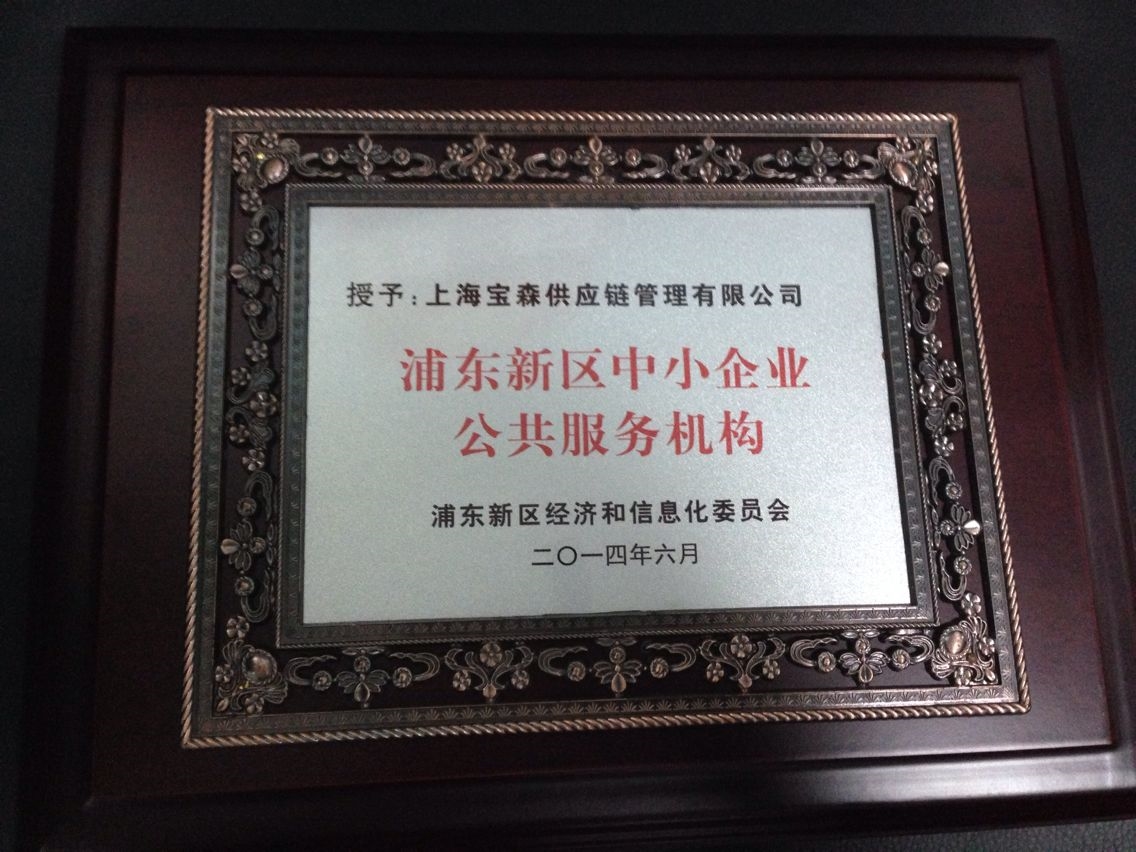 授予：上海宝森供应链管理有限公司
浦东新区中小企业
公共服务机构
浦东新区经济和信息化委员会
二〇一四年六月